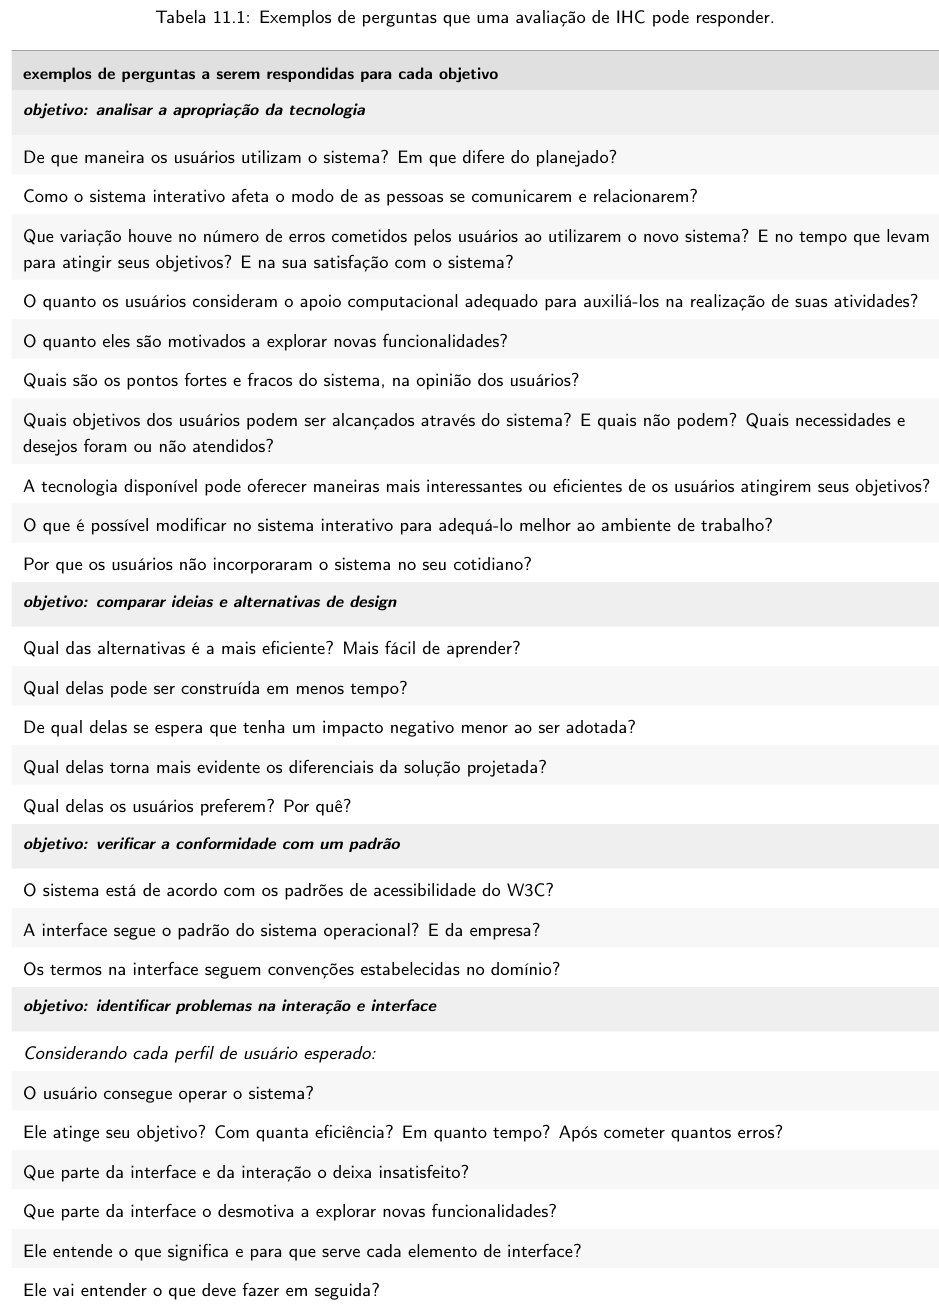 Tabela 11.1: Exemplos de perguntas que uma avaliação de IHC pode responder.
exemplos de perguntas a serem respondidas para cada objetivo
objetivo: analisar a apropriação da tecnologia
De que maneira os usuários utilizam o sistema? Em que difere do planejado?
Como o sistema interativo afeta o modo de as pessoas se comunicarem e relacionarem?
Que variação houve no número de erros cometidos pelos usuários ao utilizarem o novo sistema? E no tempo que levam
para atingir seus objetivos? E na sua satisfação com o sistema?
O quanto os usuários consideram o apoio computacional adequado para auxiliá-los na realização de suas atividades?
O quanto eles são motivados a explorar novas funcionalidades?
Quais são os pontos fortes e fracos do sistema, na opinião dos usuários?
Quais objetivos dos usuários podem ser alcançados através do sistema? E quais não podem? Quais necessidades e
desejos foram ou não atendidos?
A tecnologia disponível pode oferecer maneiras mais interessantes ou eficientes de os usuários atingirem seus objetivos?
O que é possível modificar no sistema interativo para adequá-lo melhor ao ambiente de trabalho?
Por que os usuários não incorporaram o sistema no seu cotidiano?
objetivo: comparar ideias e alternativas de design
Qual das alternativas é a mais eficiente? Mais fácil de aprender?
Qual delas pode ser construída em menos tempo?
De qual delas se espera que tenha um impacto negativo menor ao ser adotada?
Qual delas torna mais evidente os diferenciais da solução projetada?
Qual delas os usuários preferem? Por quê?
objetivo: verificar a conformidade com um padrão
O sistema está de acordo com os padrões de acessibilidade do W3C?
A interface segue o padrão do sistema operacional? E da empresa?
Os termos na interface seguem convenções estabelecidas no domínio?
objetivo: identificar problemas na interação e interface
Considerando cada perfil de usuário esperado:
O usuário consegue operar o sistema?
Ele atinge seu objetivo? Com quanta eficiência? Em quanto tempo? Após cometer quantos erros?
Que parte da interface e da interação o deixa insatisfeito?
Que parte da interface o desmotiva a explorar novas funcionalidades?
Ele entende o que significa e para que serve cada elemento de interface?
Ele vai entender o que deve fazer em seguida?